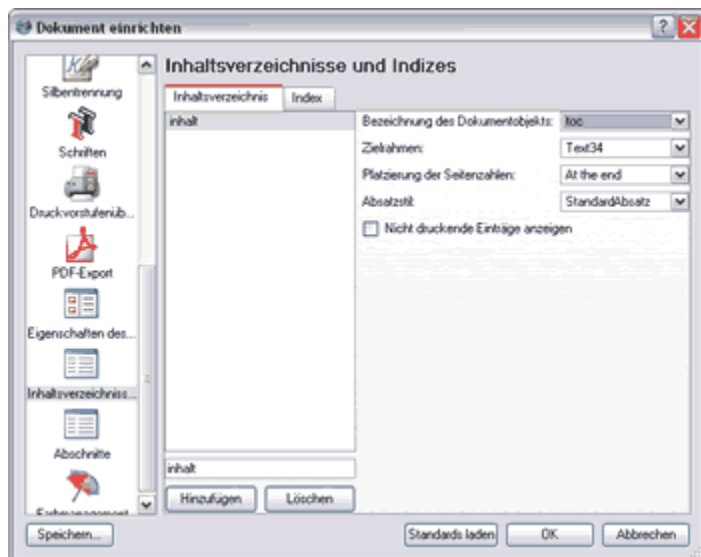 Dokument einrichten
Silbentrennung
Schriften
Druckvorstufenüb...
PDF-Export
Eigenschaften des...
Inhaltsverzeichniss...
Abschnitte
Farbmanagement
Inhaltsverzeichnisse und Indizes
Inhaltsverzeichnis Index
inhalt
Bezeichnung des Dokumentobjekts: toc
Zielrahmen: Text34
Platzierung der Seitenzahlen: At the end
Absatzstil: StandardAbsatz
Nicht druckende Einträge anzeigen
inhalt
Hinzufügen Löschen
Speichern... Standards laden OK Abbrechen